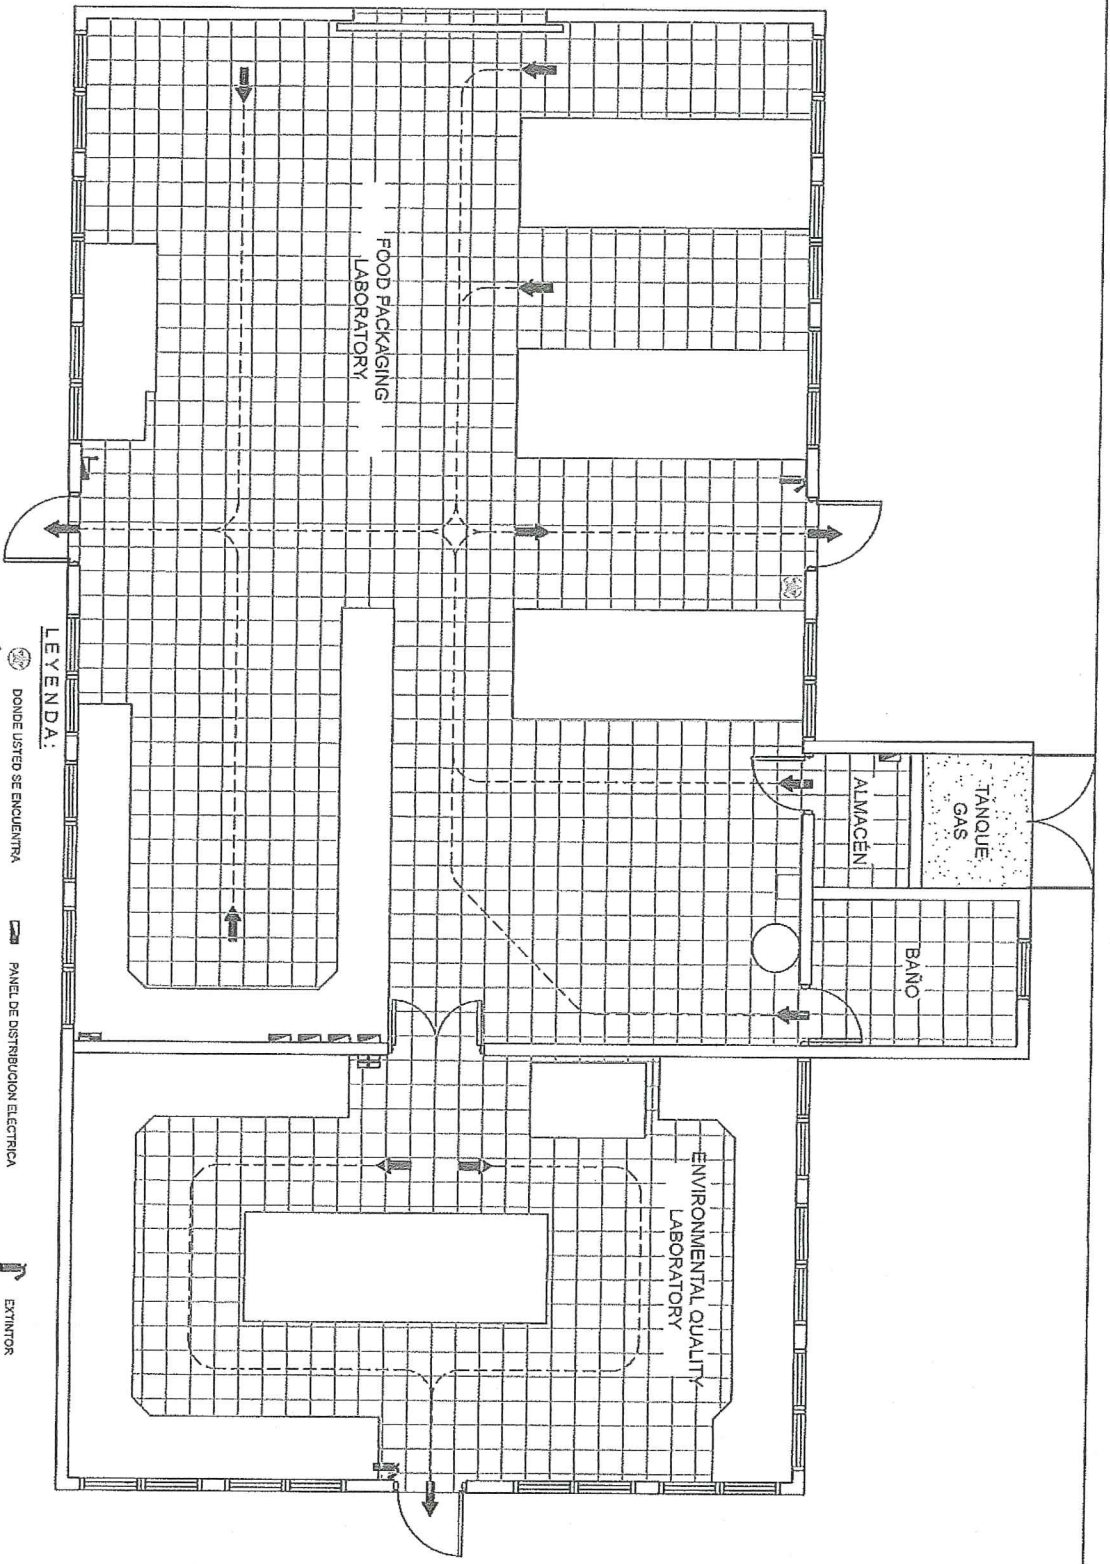 FOOD PACKAGING
LABORATORY
TANQUE
GAS
ALMACÉN
BAÑO
ENVIRONMENTAL QUALITY
LABORATORY
LEYENDA:
DONDE USTED SE ENCUENTRA
PANEL DE DISTRIBUCION ELECTRICA
EXTINTOR